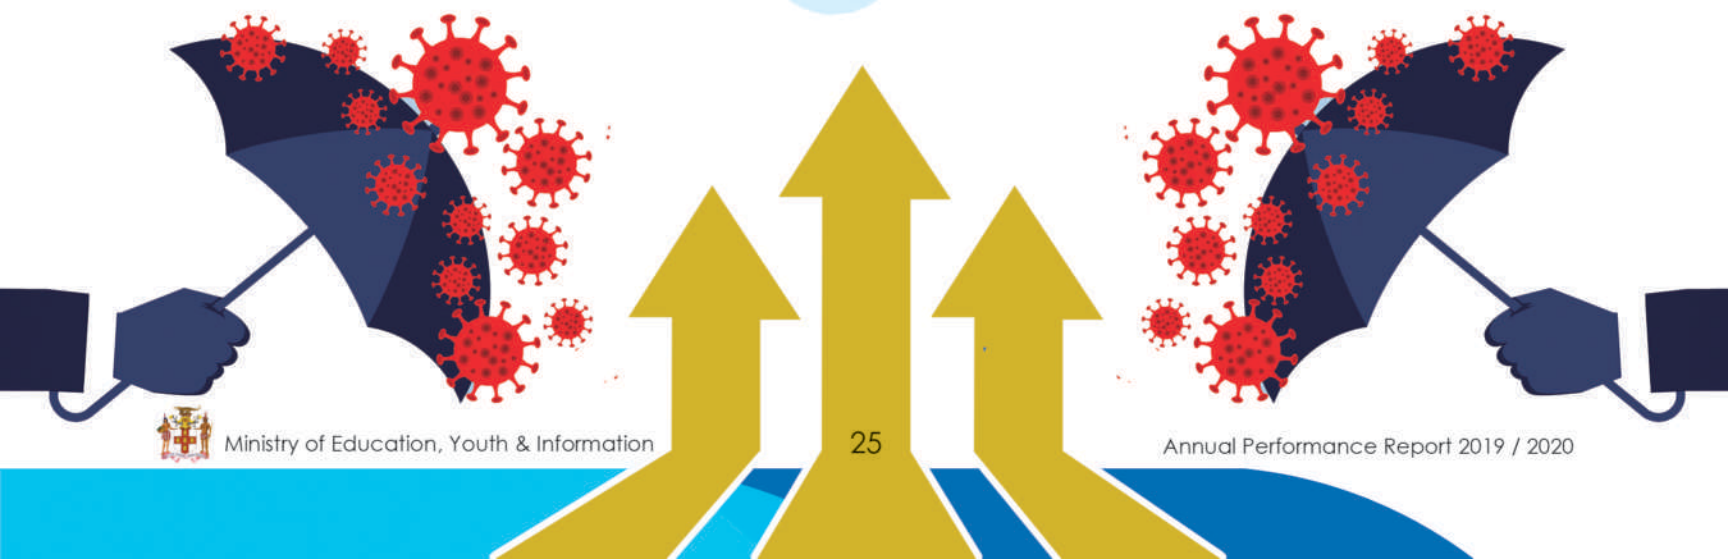 Ministry of Education, Youth & Information
25
Annual Performance Report 2019 / 2020